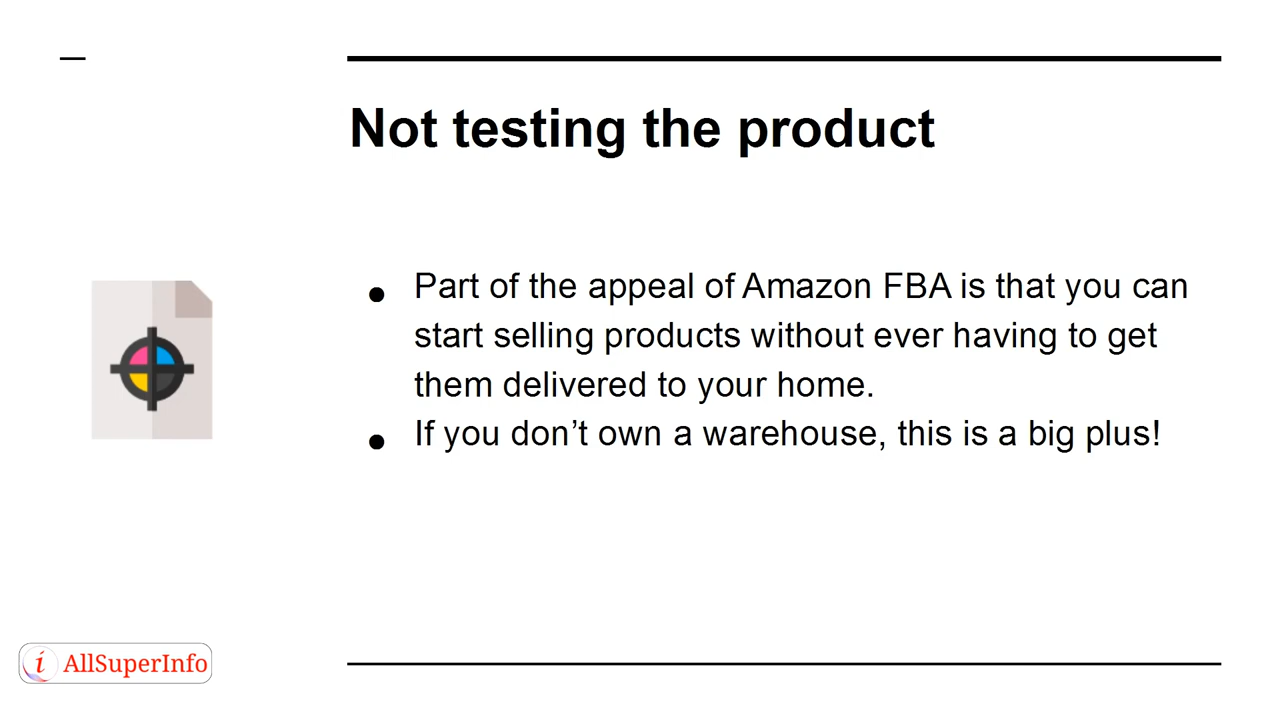 Not testing the product
● Part of the appeal of Amazon FBA is that you can
start selling products without ever having to get
them delivered to your home.
● If you don’t own a warehouse, this is a big plus!
i AllSuperInfo